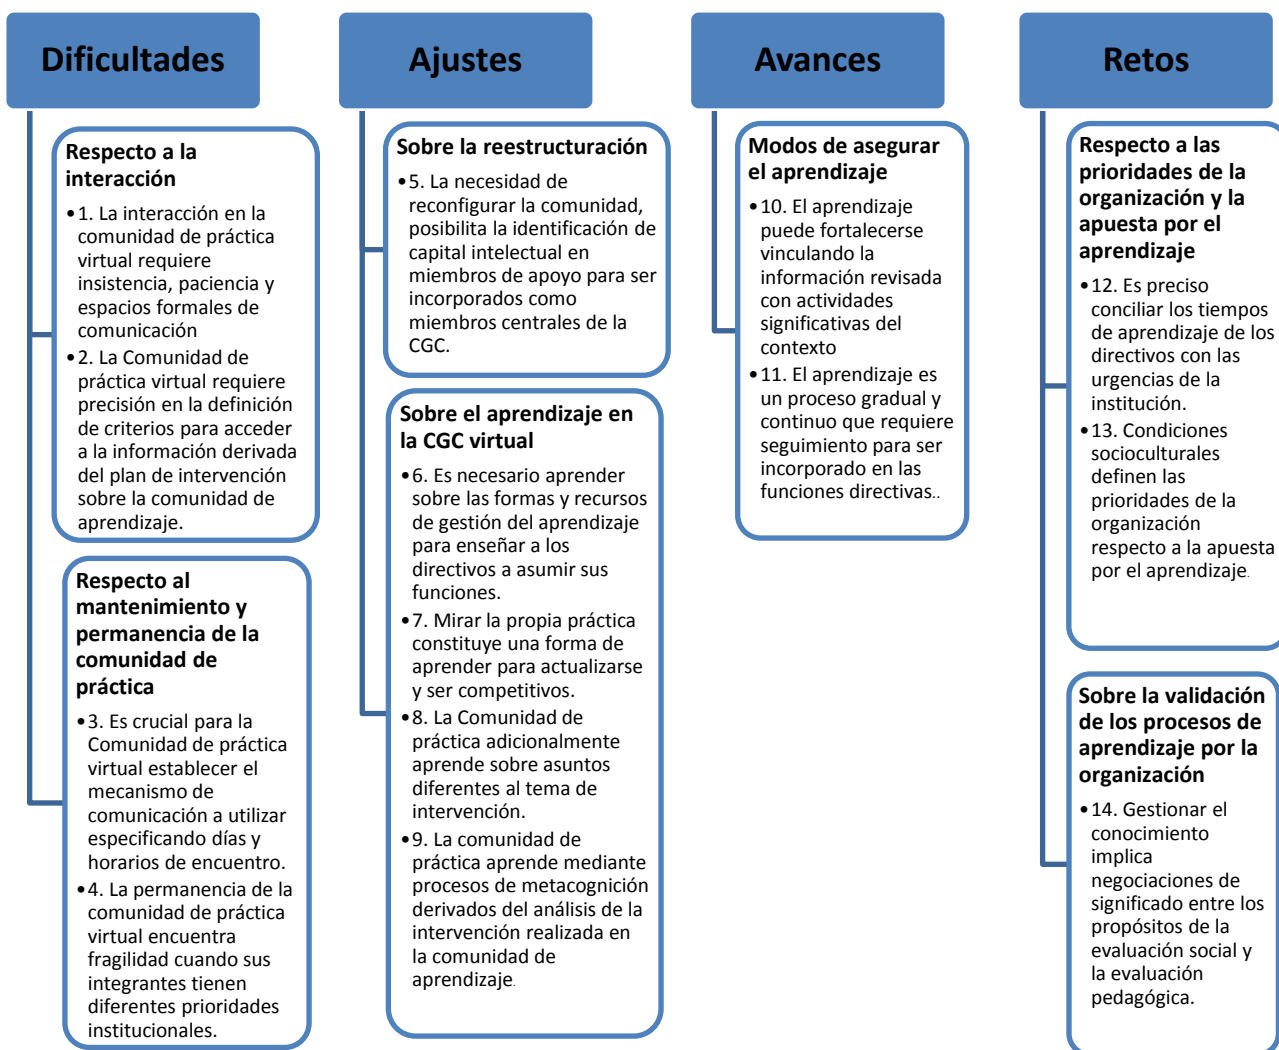 Dificultades
Respecto a la
interacción
•1. La interacción en la
comunidad de práctica
virtual requiere
insistencia, paciencia y
espacios formales de
comunicación
•2. La Comunidad de
práctica virtual requiere
precisión en la definición
de criterios para acceder
a la información derivada
del plan de intervención
sobre la comunidad de
aprendizaje.
Respecto al
mantenimiento y
permanencia de la
comunidad de
práctica
•3. Es crucial para la
Comunidad de práctica
virtual establecer el
mecanismo de
comunicación a utilizar
especificando días y
horarios de encuentro.
•4. La permanencia de la
comunidad de práctica
virtual encuentra
fragilidad cuando sus
integrantes tienen
diferentes prioridades
institucionales.
Ajustes
Sobre la reestructuración
•5. La necesidad de
reconfigurar la comunidad,
posibilita la identificación de
capital intelectual en
miembros de apoyo para ser
incorporados como
miembros centrales de la
CGC.
Sobre el aprendizaje en
la CGC virtual
•6. Es necesario aprender
sobre las formas y recursos
de gestión del aprendizaje
para enseñar a los
directivos a asumir sus
funciones.
•7. Mirar la propia práctica
constituye una forma de
aprender para actualizarse
y ser competitivos.
•8. La Comunidad de
práctica adicionalmente
aprende sobre asuntos
diferentes al tema de
intervención.
•9. La comunidad de
práctica aprende mediante
procesos de metacognición
derivados del análisis de la
intervención realizada en
la comunidad de
aprendizaje.
Avances
Modos de asegurar
el aprendizaje
•10. El aprendizaje
puede fortalecerse
vinculando la
información revisada
con actividades
significativas del
contexto
•11. El aprendizaje es
un proceso gradual y
continuo que requiere
seguimiento para ser
incorporado en las
funciones directivas..
Retos
Respecto a las
prioridades de la
organización y la
apuesta por el
aprendizaje
•12. Es preciso
conciliar los tiempos
de aprendizaje de los
directivos con las
urgencias de la
institución.
•13. Condiciones
socioculturales
definen las
prioridades de la
organización
respecto a la apuesta
por el aprendizaje.
Sobre la validación
de los procesos de
aprendizaje por la
organización
•14. Gestionar el
conocimiento
implica
negociaciones de
significado entre los
propósitos de la
evaluación social y
la evaluación
pedagógica.